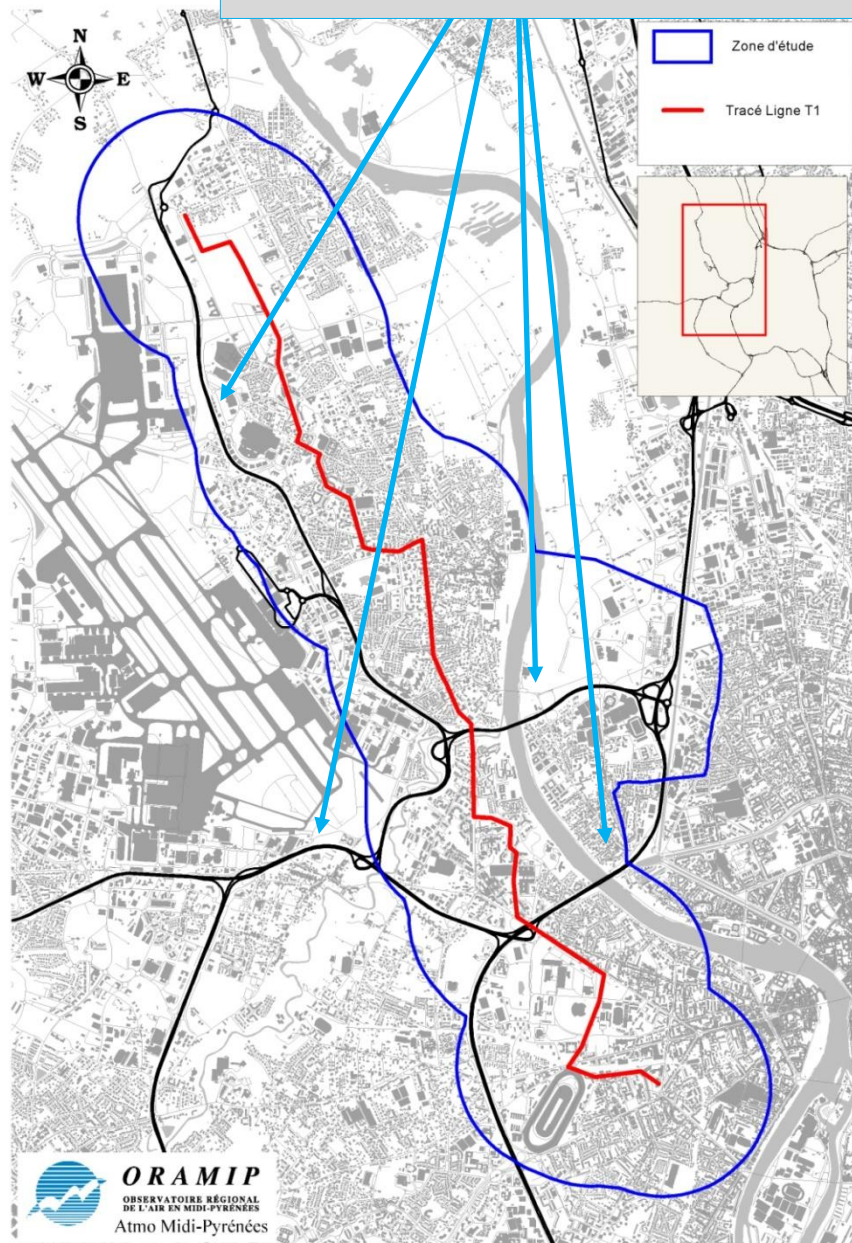 N
W E
S
Zone d'étude
Tracé Ligne T1
ORAMIP
OBSERVATOIRE RÉGIONAL
DE L'AIR EN MIDI-PYRÉNÉES
Atmo Midi-Pyrénées